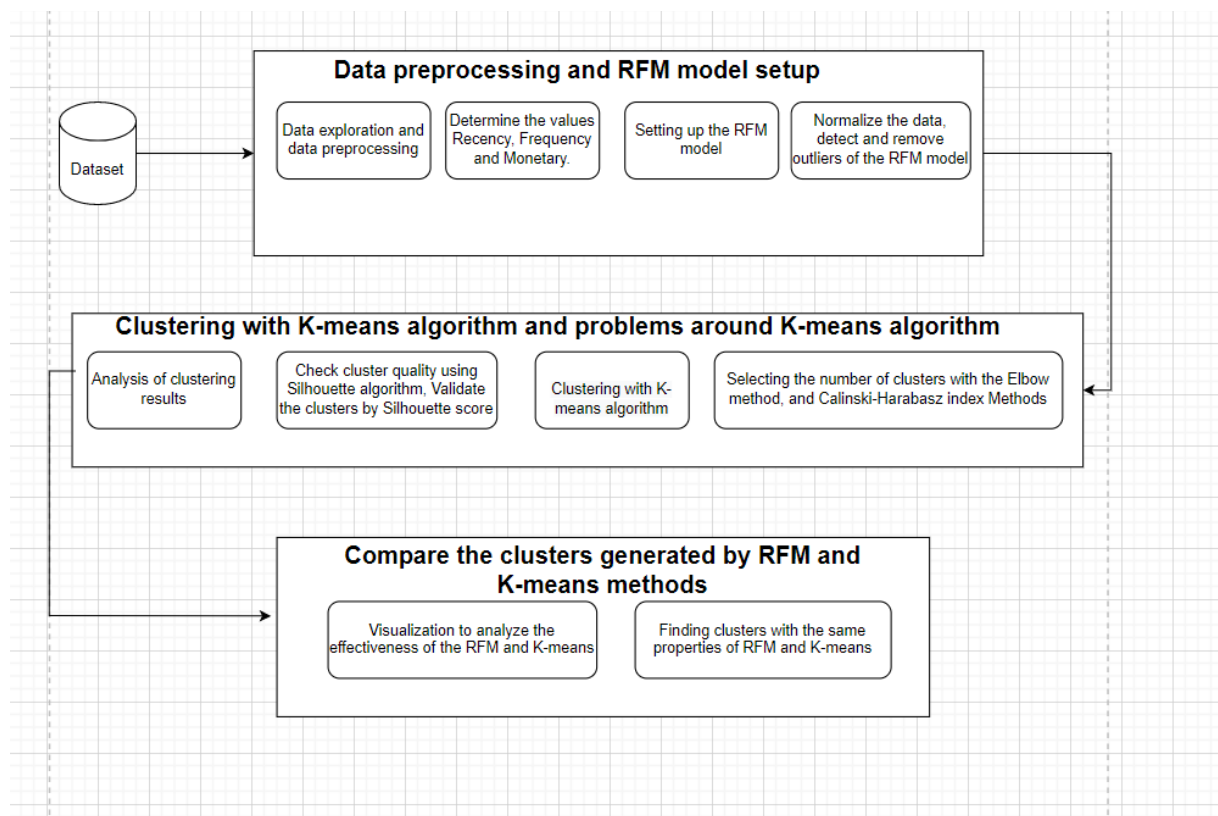 Data preprocessing and RFM model setup
Dataset
Data exploration and
data preprocessing
Determine the values
Recency, Frequency
and Monetary.
Setting up the RFM
model
Normalize the data,
detect and remove
outliers of the RFM model
Clustering with K-means algorithm and problems around K-means algorithm
Analysis of clustering
results
Check cluster quality using
Silhouette algorithm, Validate
the clusters by Silhouette score
Clustering with K-
means algorithm
Selecting the number of clusters with the Elbow
method, and Calinski-Harabasz index Methods
Compare the clusters generated by RFM and
K-means methods
Visualization to analyze the
effectiveness of the RFM and K-means
Finding clusters with the same
properties of RFM and K-means